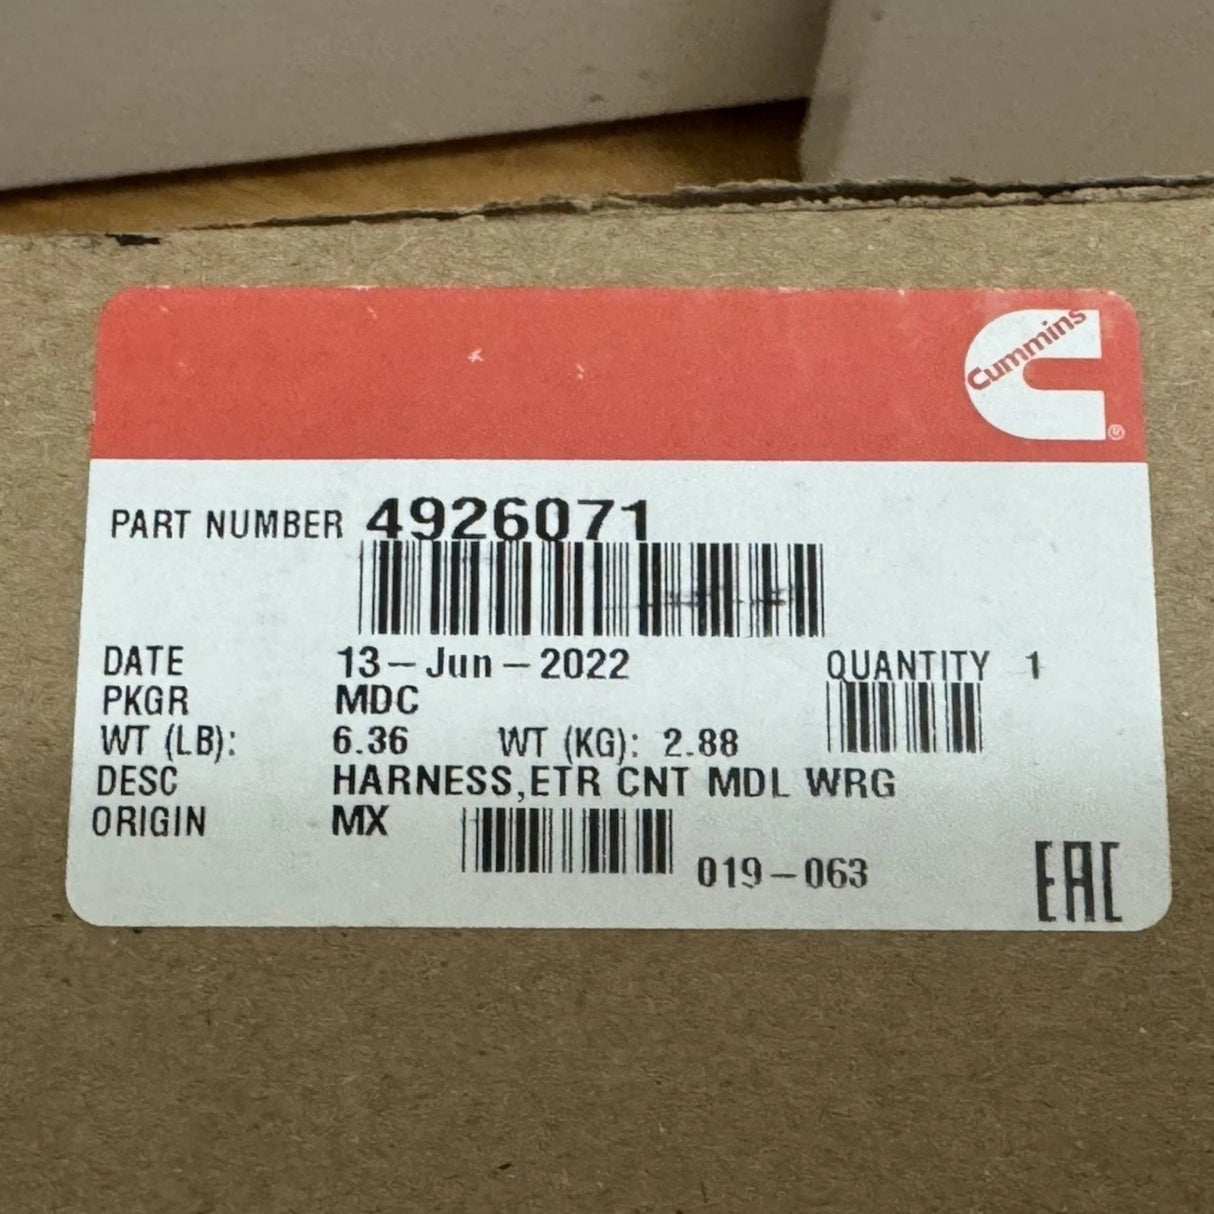 Cummins
®
PART NUMBER 4926071
DATE 13-Jun-2022 QUANTITY 1
PKGR MDC
WT (LB): 6.36 WT (KG): 2.88
DESC HARNESS,ETR CNT MDL WRG
ORIGIN MX
019-063
EAC